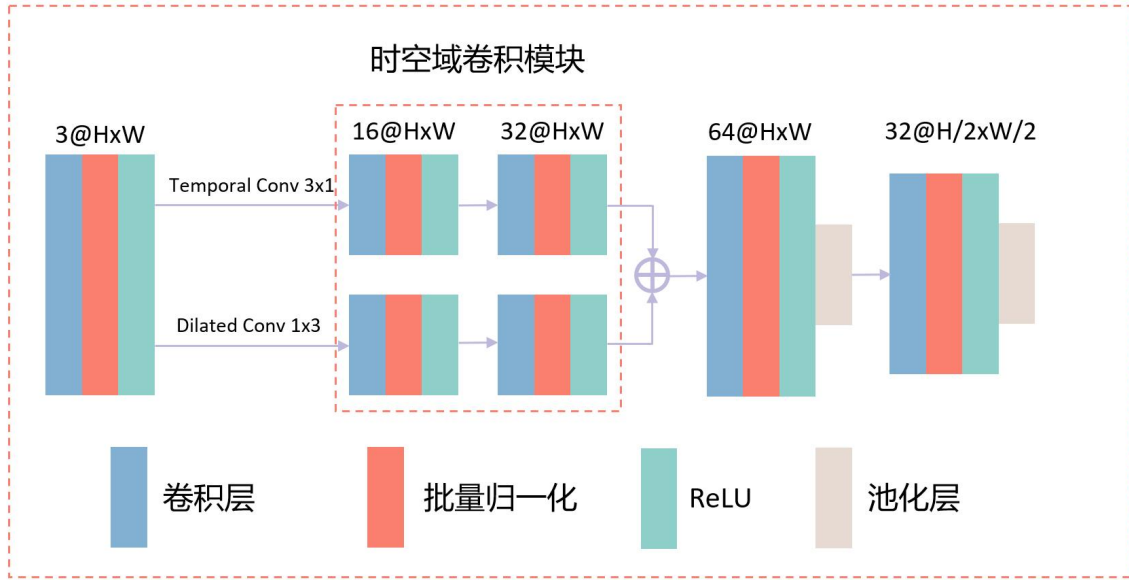 时空域卷积模块
3@HxW
16@HxW
32@HxW
64@HxW
32@H/2xW/2
Temporal Conv 3x1
Dilated Conv 1x3
卷积层
批量归一化
ReLU
池化层